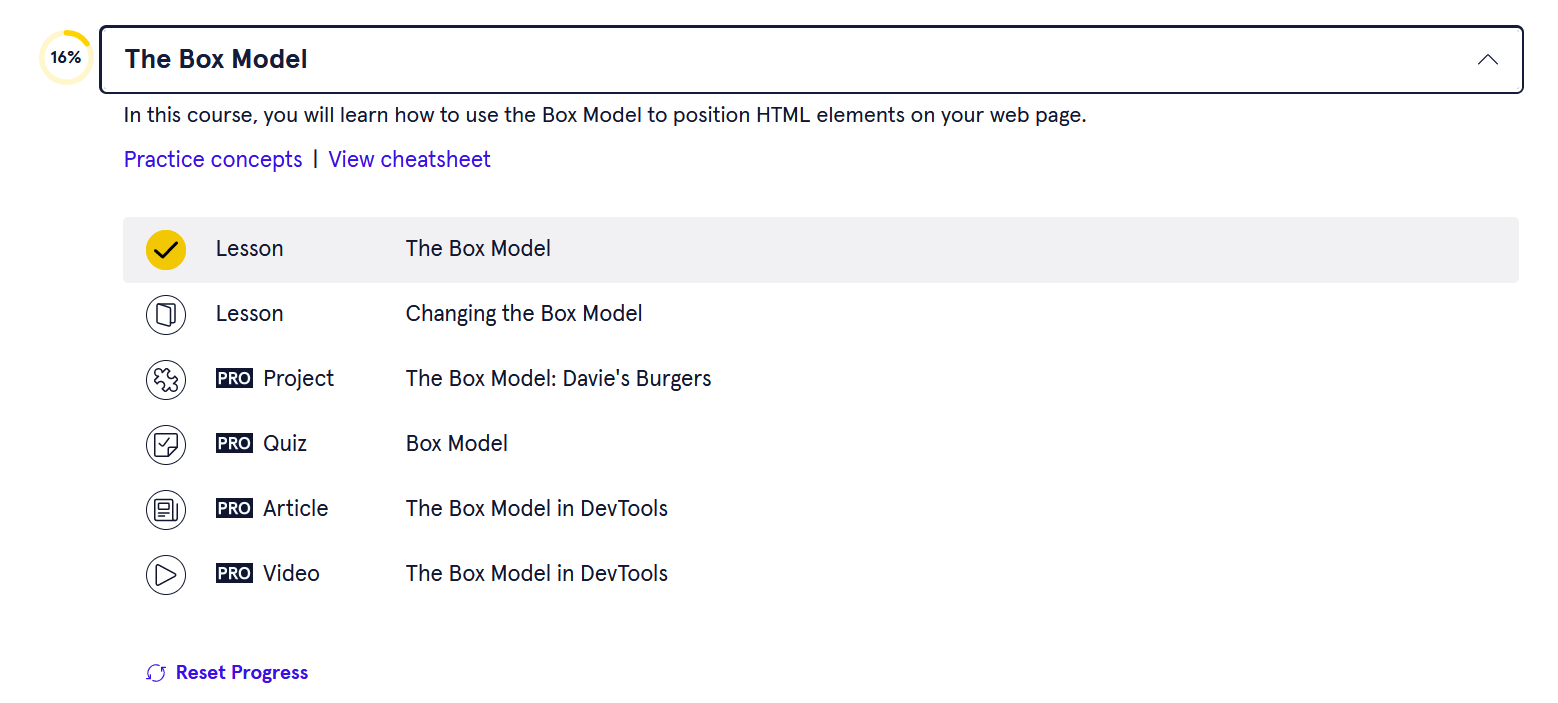 16%
The Box Model
In this course, you will learn how to use the Box Model to position HTML elements on your web page.
Practice concepts | View cheatsheet
Lesson The Box Model
Lesson Changing the Box Model
PRO Project The Box Model: Davie's Burgers
PRO Quiz Box Model
PRO Article The Box Model in DevTools
PRO Video The Box Model in DevTools
Reset Progress